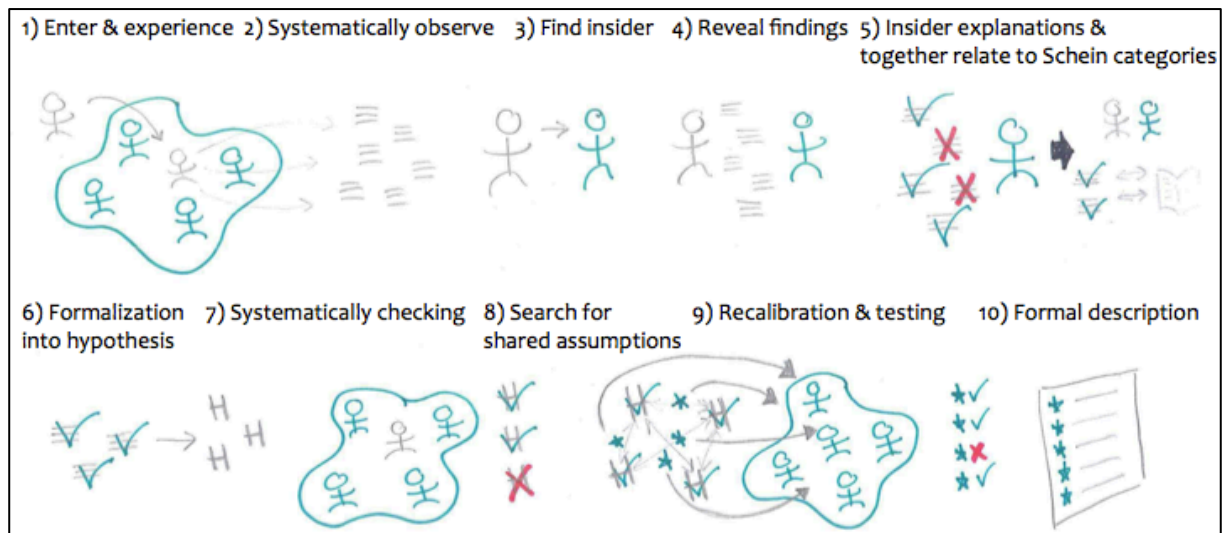 1) Enter & experience
2) Systematically observe
3) Find insider
4) Reveal findings
5) Insider explanations &
together relate to Schein categories
6) Formalization
into hypothesis
H
H
H
7) Systematically checking
H
H
H
8) Search for
shared assumptions
H
H
H
H
9) Recalibration & testing
10) Formal description